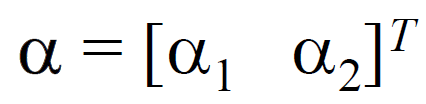 α = [α₁ α₂]ᵀ